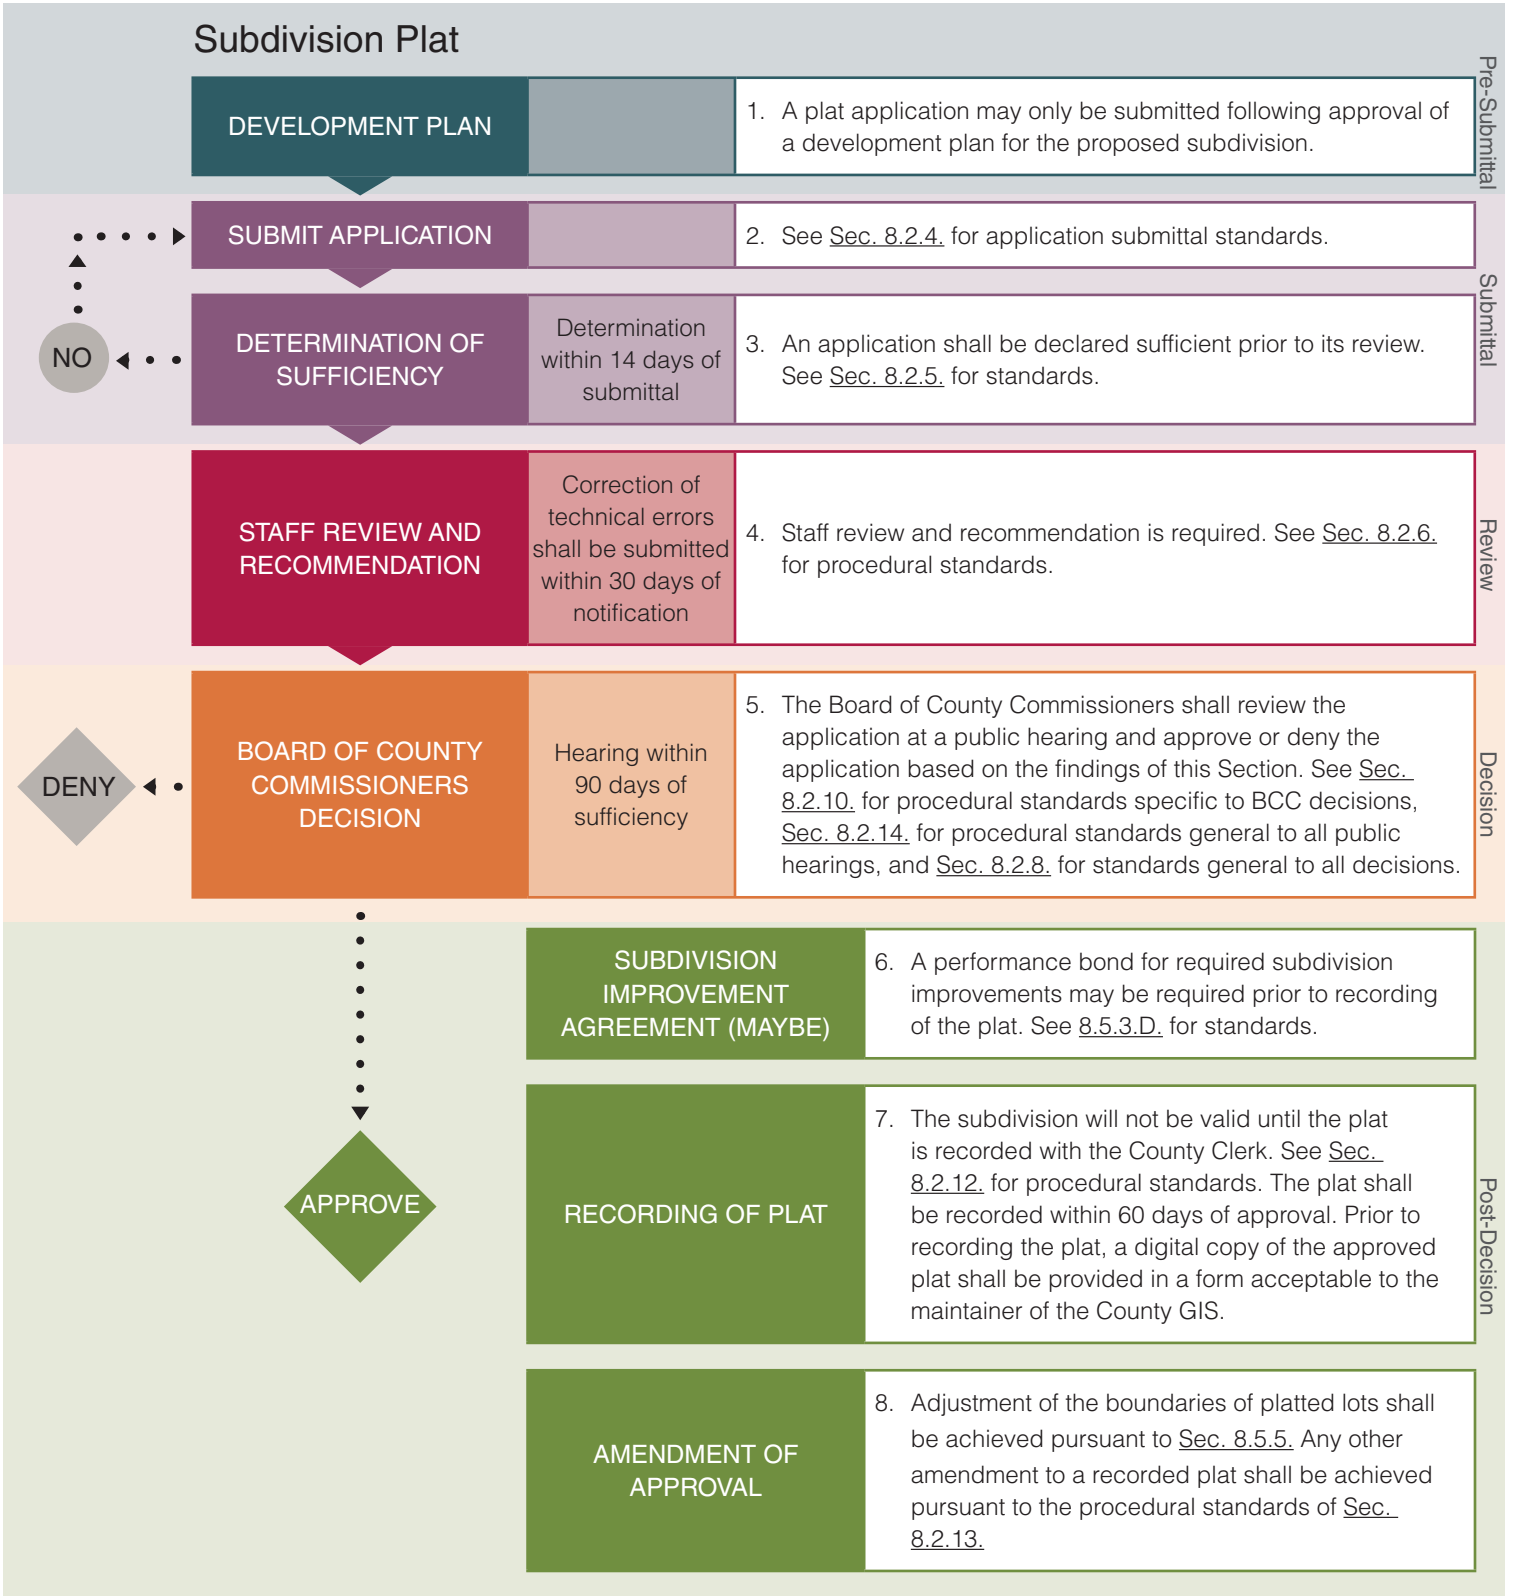 Subdivision Plat
Pre-Submittal
DEVELOPMENT PLAN
1. A plat application may only be submitted following approval of
a development plan for the proposed subdivision.
Submittal
SUBMIT APPLICATION
2. See Sec. 8.2.4. for application submittal standards.
NO
DETERMINATION OF
SUFFICIENCY
Determination
within 14 days of
submittal
3. An application shall be declared sufficient prior to its review.
See Sec. 8.2.5. for standards.
Review
STAFF REVIEW AND
RECOMMENDATION
Correction of
technical errors
shall be submitted
within 30 days of
notification
4. Staff review and recommendation is required. See Sec. 8.2.6.
for procedural standards.
Decision
DENY
BOARD OF COUNTY
COMMISSIONERS
DECISION
Hearing within
90 days of
sufficiency
5. The Board of County Commissioners shall review the
application at a public hearing and approve or deny the
application based on the findings of this Section. See Sec.
8.2.10. for procedural standards specific to BCC decisions,
Sec. 8.2.14. for procedural standards general to all public
hearings, and Sec. 8.2.8. for standards general to all decisions.
Post-Decision
APPROVE
SUBDIVISION
IMPROVEMENT
AGREEMENT (MAYBE)
6. A performance bond for required subdivision
improvements may be required prior to recording
of the plat. See 8.5.3.D. for standards.
RECORDING OF PLAT
7. The subdivision will not be valid until the plat
is recorded with the County Clerk. See Sec.
8.2.12. for procedural standards. The plat shall
be recorded within 60 days of approval. Prior to
recording the plat, a digital copy of the approved
plat shall be provided in a form acceptable to the
maintainer of the County GIS.
AMENDMENT OF
APPROVAL
8. Adjustment of the boundaries of platted lots shall
be achieved pursuant to Sec. 8.5.5. Any other
amendment to a recorded plat shall be achieved
pursuant to the procedural standards of Sec.
8.2.13.